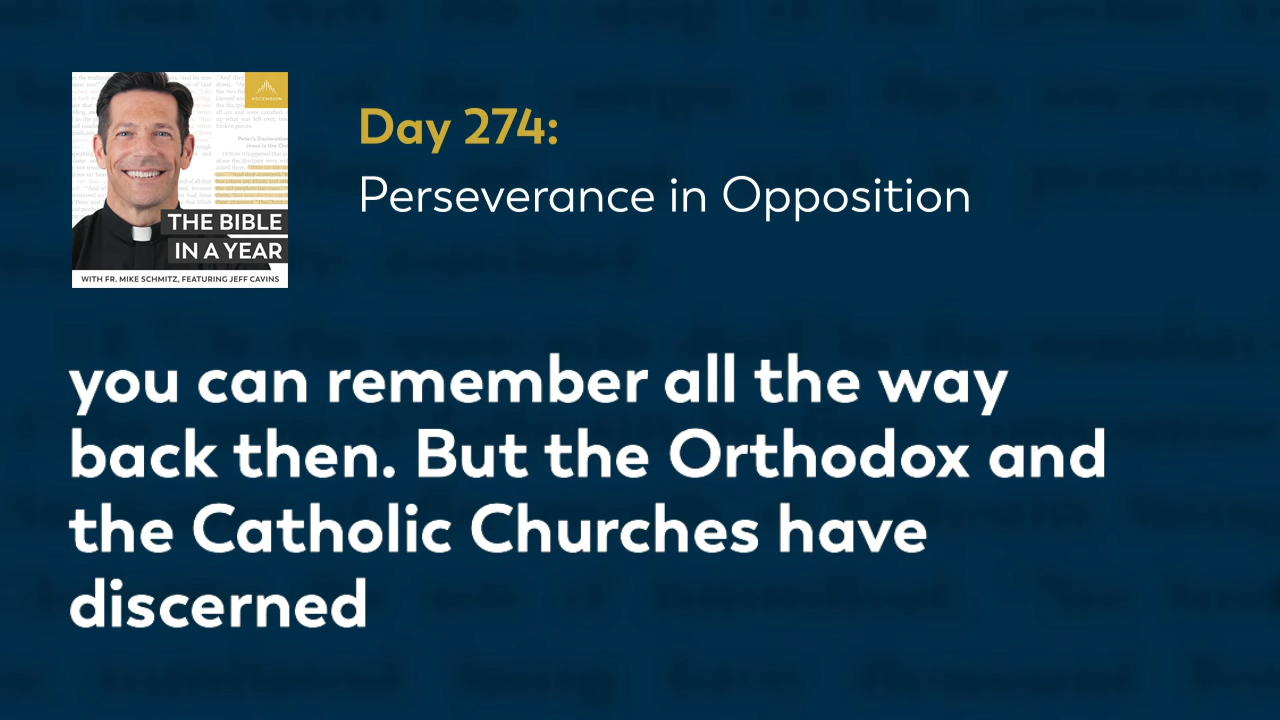 ASCENSION
THE BIBLE
IN A YEAR
WITH FR. MIKE SCHMITZ, FEATURING JEFF CAVINS
Day 274:
Perseverance in Opposition
you can remember all the way
back then. But the Orthodox and
the Catholic Churches have
discerned